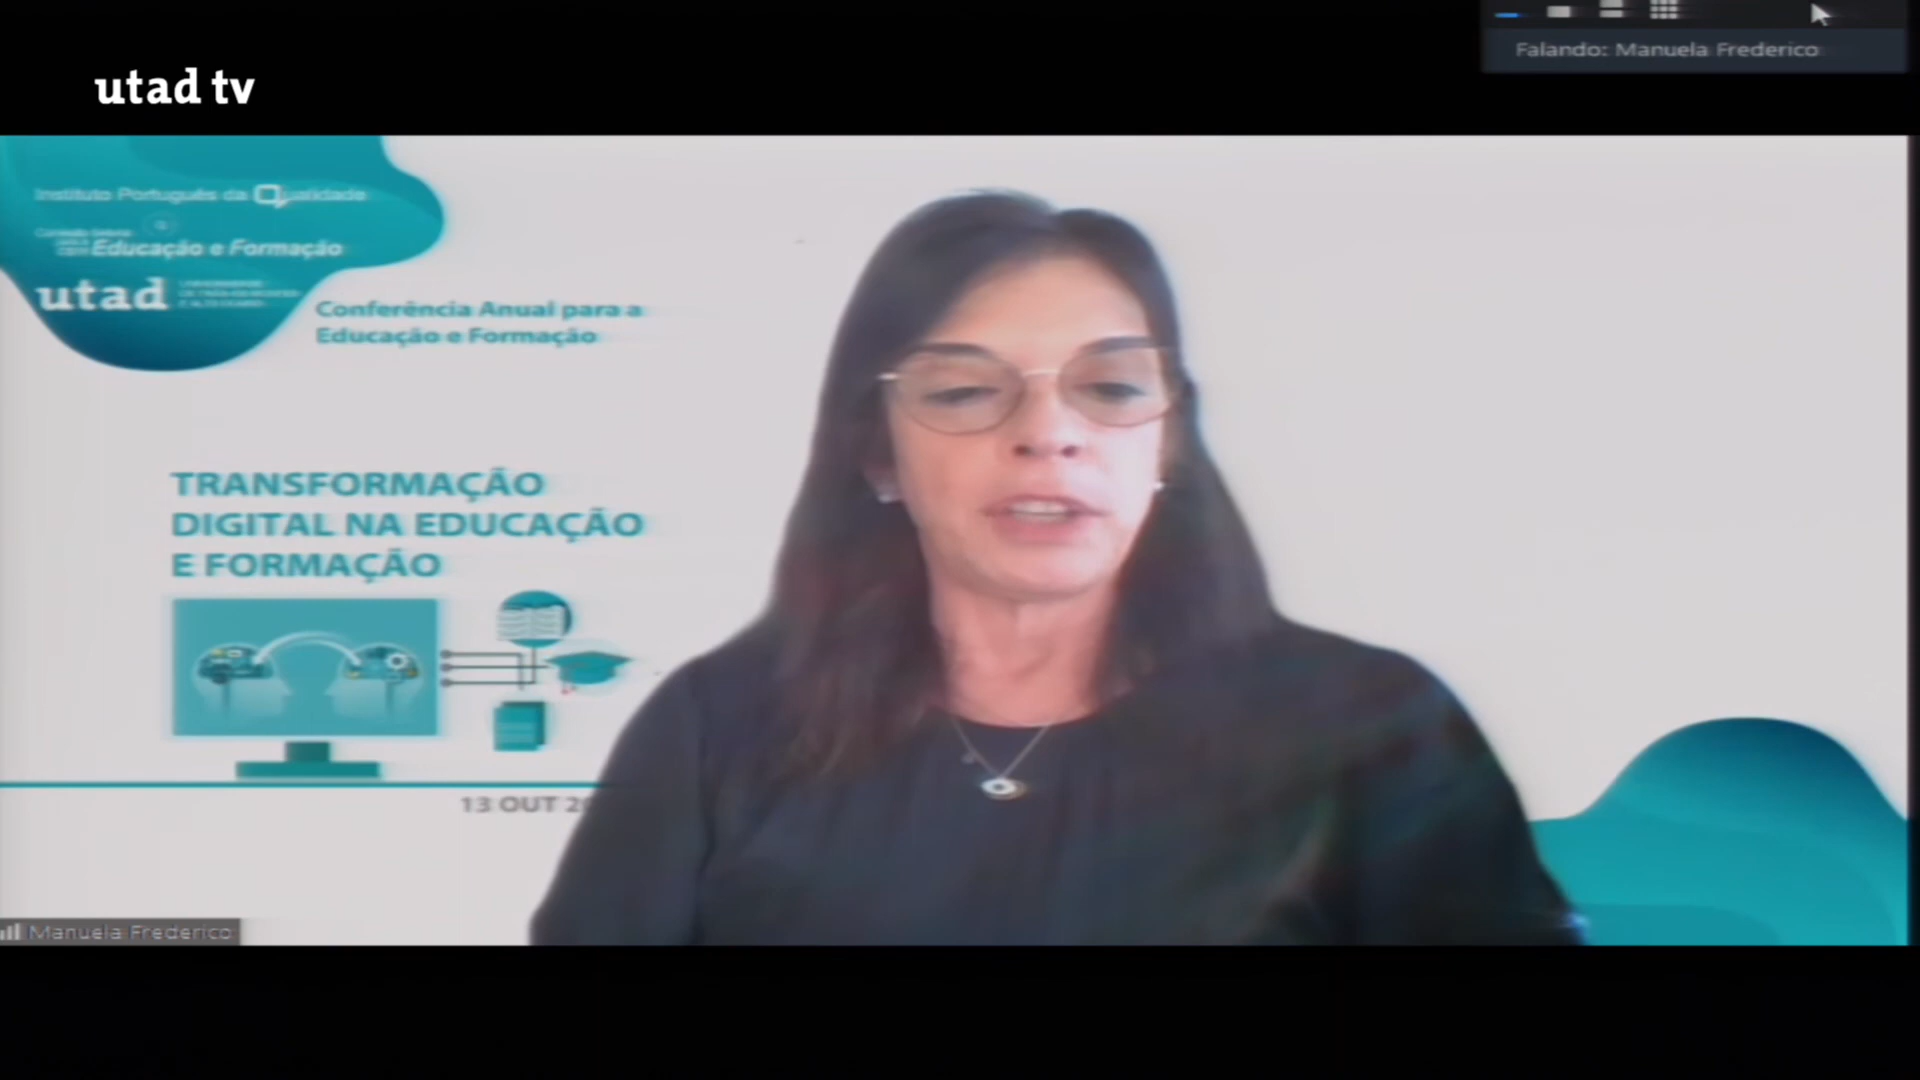 Falando: Manuela Frederico
utad tv
Instituto Português da Qualidade
Educação e Formação
utad
Conferência Anual para a
Educação e Formação
TRANSFORMAÇÃO
DIGITAL NA EDUCAÇÃO
E FORMAÇÃO
13 OUT 20
Manuela Frederico